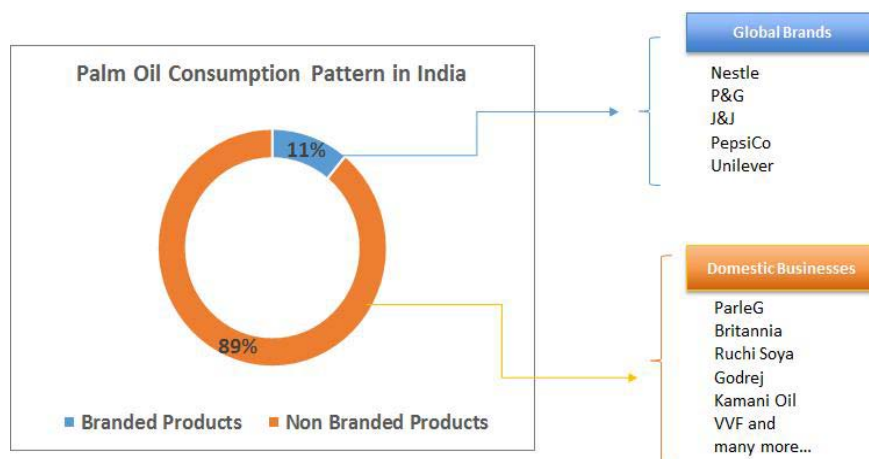 Palm Oil Consumption Pattern in India
11%
89%
Branded Products
Non Branded Products
Global Brands
Nestle
P&G
J&J
PepsiCo
Unilever
Domestic Businesses
ParleG
Britannia
Ruchi Soya
Godrej
Kamani Oil
VVF and
many more...